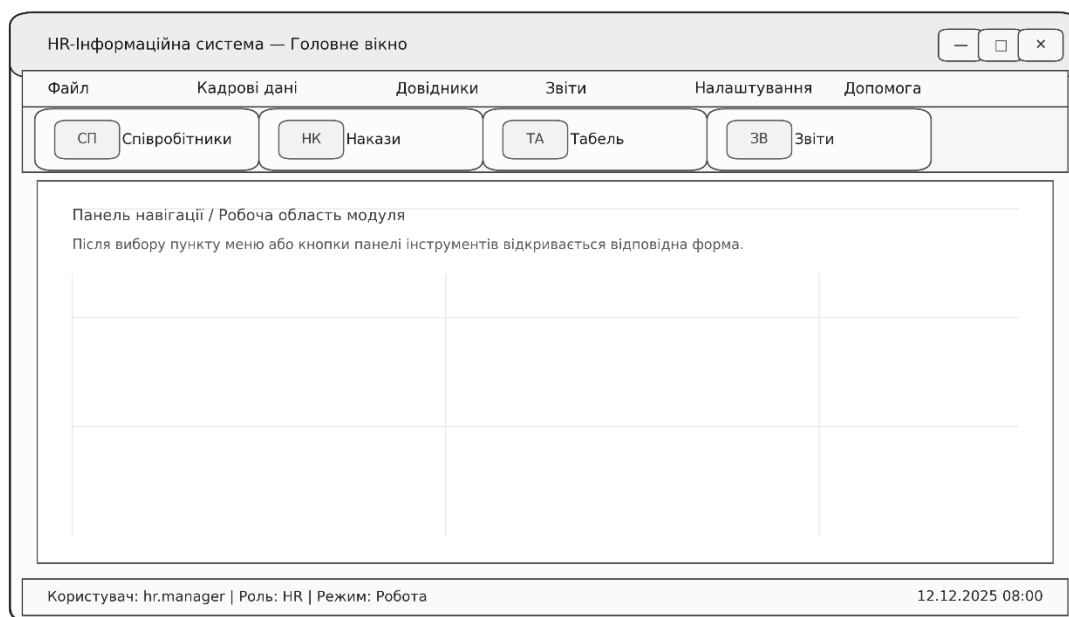 HR-Інформаційна система — Головне вікно — □ ×
Файл Кадрові дані Довідники Звіти Налаштування Допомога
СП Співробітники НК Накази ТА Табель ЗВ Звіти
Панель навігації / Робоча область модуля
Після вибору пункту меню або кнопки панелі інструментів відкривається відповідна форма.
Користувач: hr.manager | Роль: HR | Режим: Робота 12.12.2025 08:00